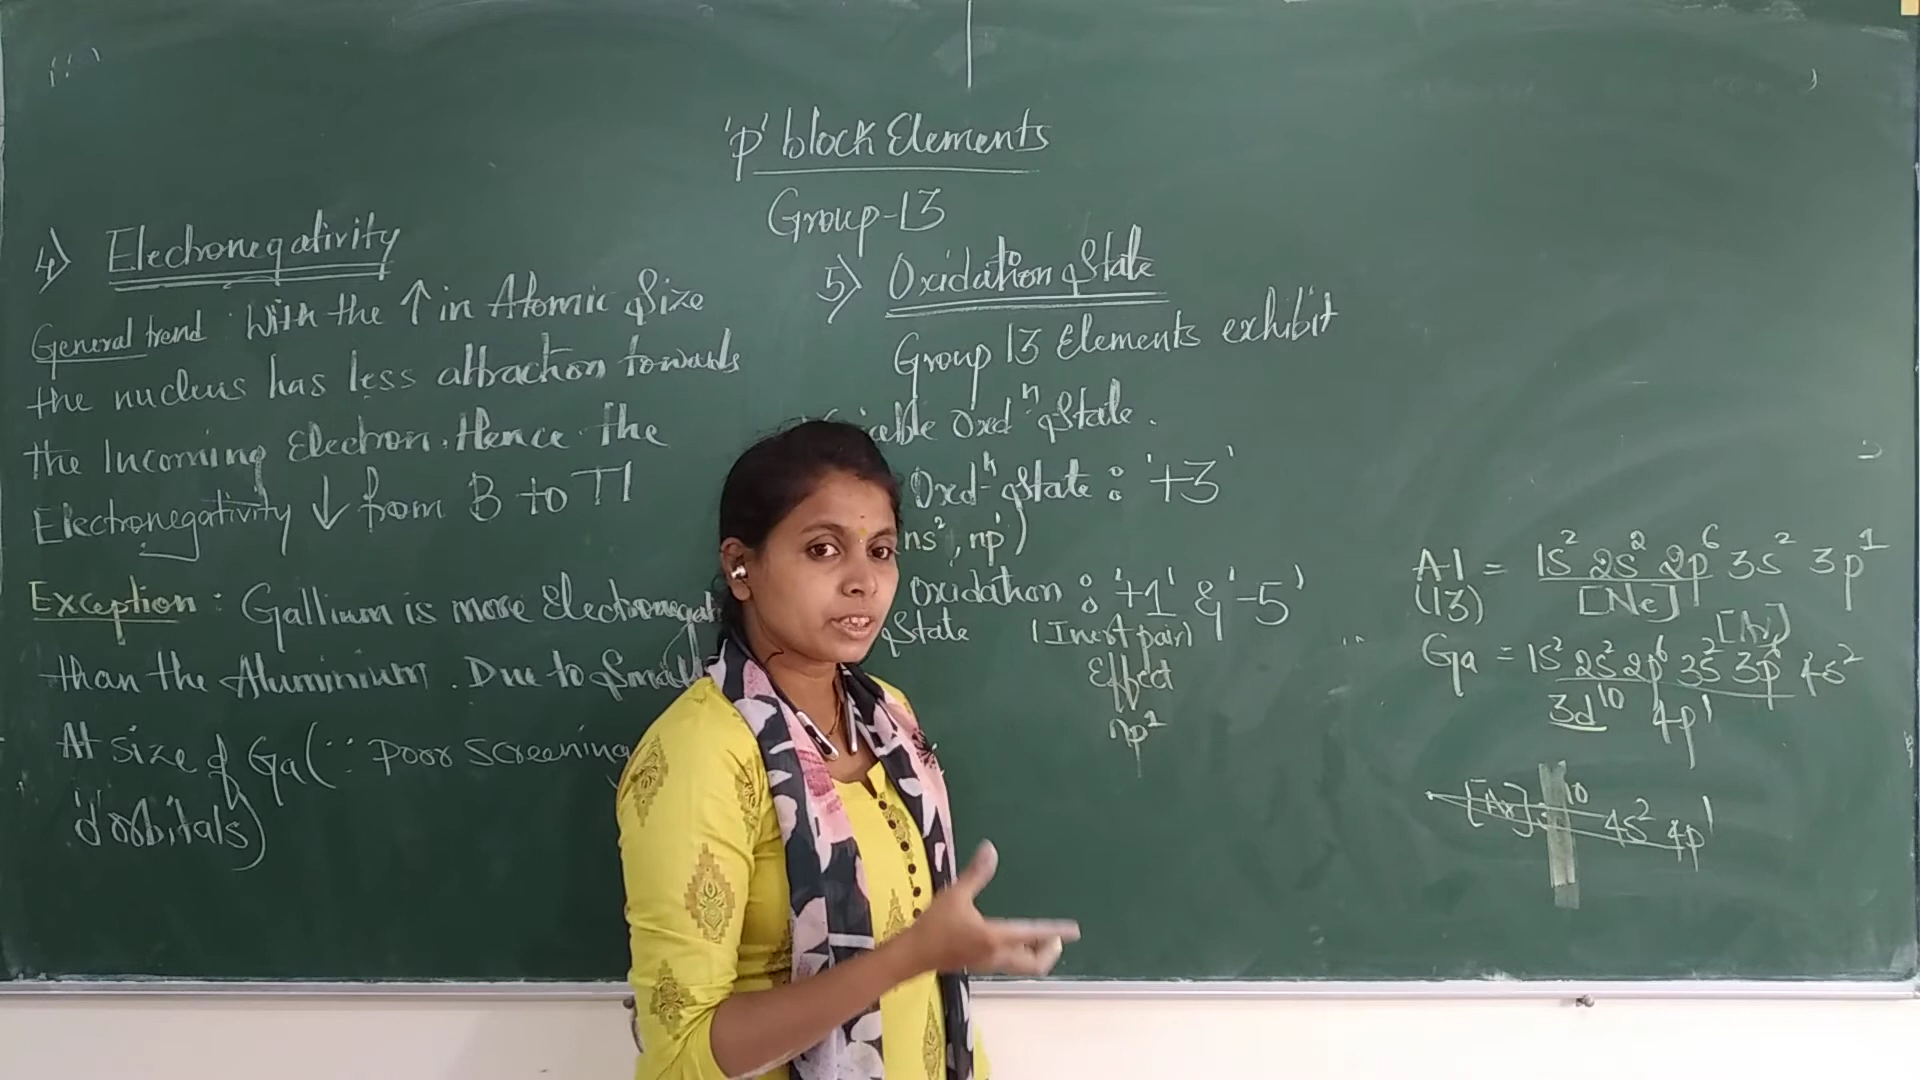 'p' block Elements
Group-13
4) Electronegativity
General trend : With the ↑ in Atomic Size
the nucleus has less attraction towards
the Incoming Electron. Hence the
Electronegativity ↓ from B to Tl
Exception : Gallium is more Electronegat
than the Aluminium. Due to Small
At size of Ga (∵ poor screening
'd' orbitals)
5) Oxidation State
Group 13 Elements exhibit
Oxdⁿ State.
Oxdⁿ State : '+3'
ns², np¹)
Oxidation : '+1' & '-5'
State (Inert pair)
Effect
np¹
Al = 1s² 2s² 2p⁶ 3s² 3p¹
(13) [Ne]
[Ar]
Ga = 1s² 2s² 2p⁶ 3s² 3p⁶ 4s²
3d¹⁰ 4p¹
[Ar] ¹⁰ 4s² 4p¹